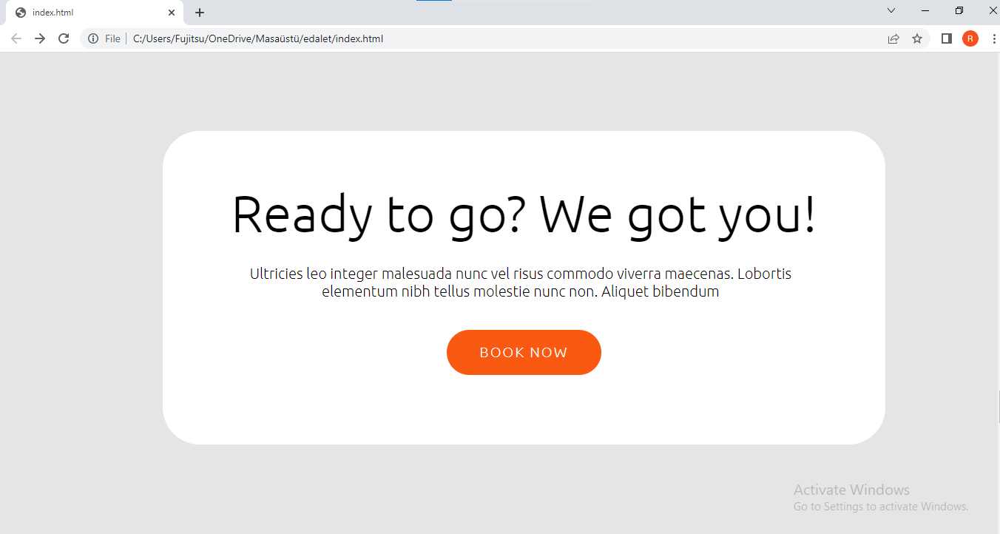 index.html
File
C:/Users/Fujitsu/OneDrive/Masaüstü/edalet/index.html
R
Ready to go? We got you!
Ultricies leo integer malesuada nunc vel risus commodo viverra maecenas. Lobortis
elementum nibh tellus molestie nunc non. Aliquet bibendum
BOOK NOW
Activate Windows
Go to Settings to activate Windows.